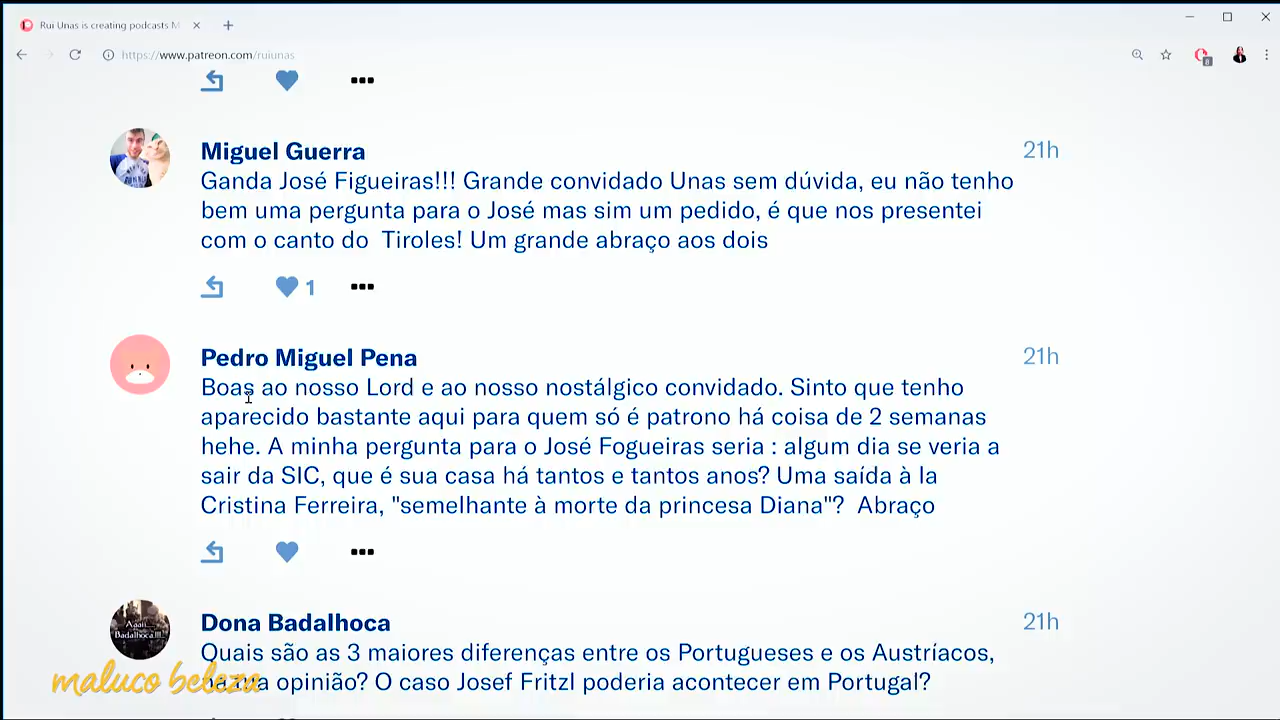 Rui Unas is creating podcasts M
https://www.patreon.com/ruiunas
8
Miguel Guerra
21h
Ganda José Figueiras!!! Grande convidado Unas sem dúvida, eu não tenho
bem uma pergunta para o José mas sim um pedido, é que nos presentei
com o canto do  Tiroles! Um grande abraço aos dois
1
Pedro Miguel Pena
21h
Boas ao nosso Lord e ao nosso nostálgico convidado. Sinto que tenho
aparecido bastante aqui para quem só é patrono há coisa de 2 semanas
hehe. A minha pergunta para o José Fogueiras seria : algum dia se veria a
sair da SIC, que é sua casa há tantos e tantos anos? Uma saída à la
Cristina Ferreira, "semelhante à morte da princesa Diana"?  Abraço
Aaaii....
Badalhoca!!!
Dona Badalhoca
21h
Quais são as 3 maiores diferenças entre os Portugueses e os Austríacos,
opinião? O caso Josef Fritzl poderia acontecer em Portugal?
maluco beleza